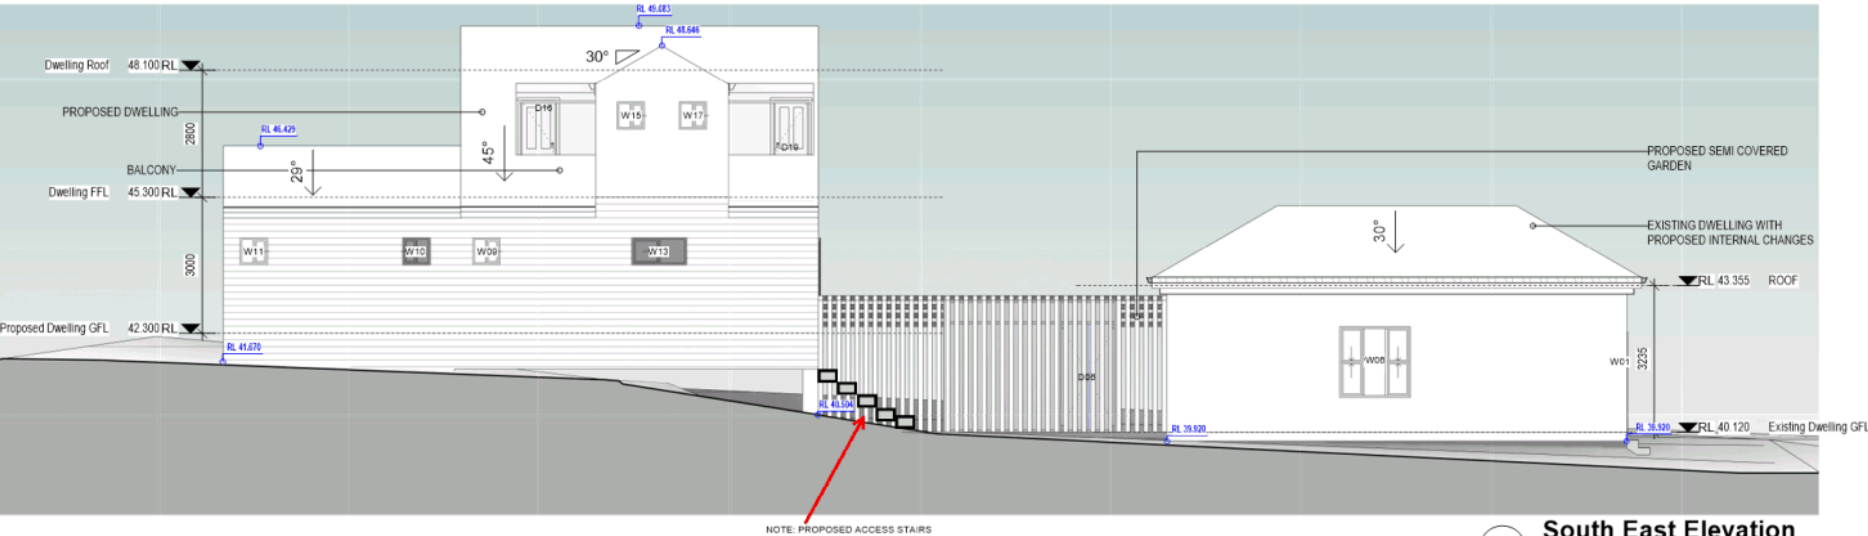 RL 49.083
RL 48.646
30°
Dwelling Roof 48.100 RL
PROPOSED DWELLING
2800
RL 46.429
D16
W15
W17
D19
45°
29°
BALCONY
Dwelling FFL 45.300 RL
W11
W10
W09
W13
3000
Proposed Dwelling GFL 42.300 RL
RL 41.670
RL 40.504
NOTE: PROPOSED ACCESS STAIRS
PROPOSED SEMI COVERED
GARDEN
EXISTING DWELLING WITH
PROPOSED INTERNAL CHANGES
30°
RL 43.355 ROOF
W06
W01
3235
RL 39.920
RL 39.920
RL 40.120 Existing Dwelling GFL
South East Elevation